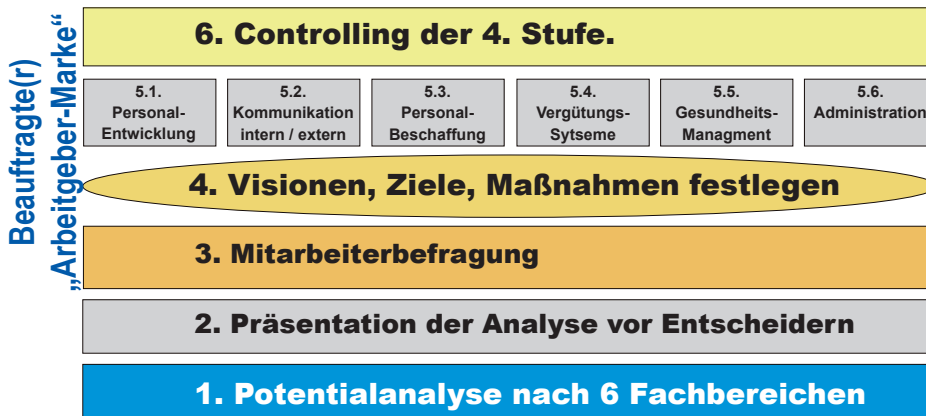 Beauftragte(r)
„Arbeitgeber-Marke“
6. Controlling der 4. Stufe.
5.1.
Personal-
Entwicklung
5.2.
Kommunikation
intern / extern
5.3.
Personal-
Beschaffung
5.4.
Vergütungs-
Sytseme
5.5.
Gesundheits-
Managment
5.6.
Administration
4. Visionen, Ziele, Maßnahmen festlegen
3. Mitarbeiterbefragung
2. Präsentation der Analyse vor Entscheidern
1. Potentialanalyse nach 6 Fachbereichen